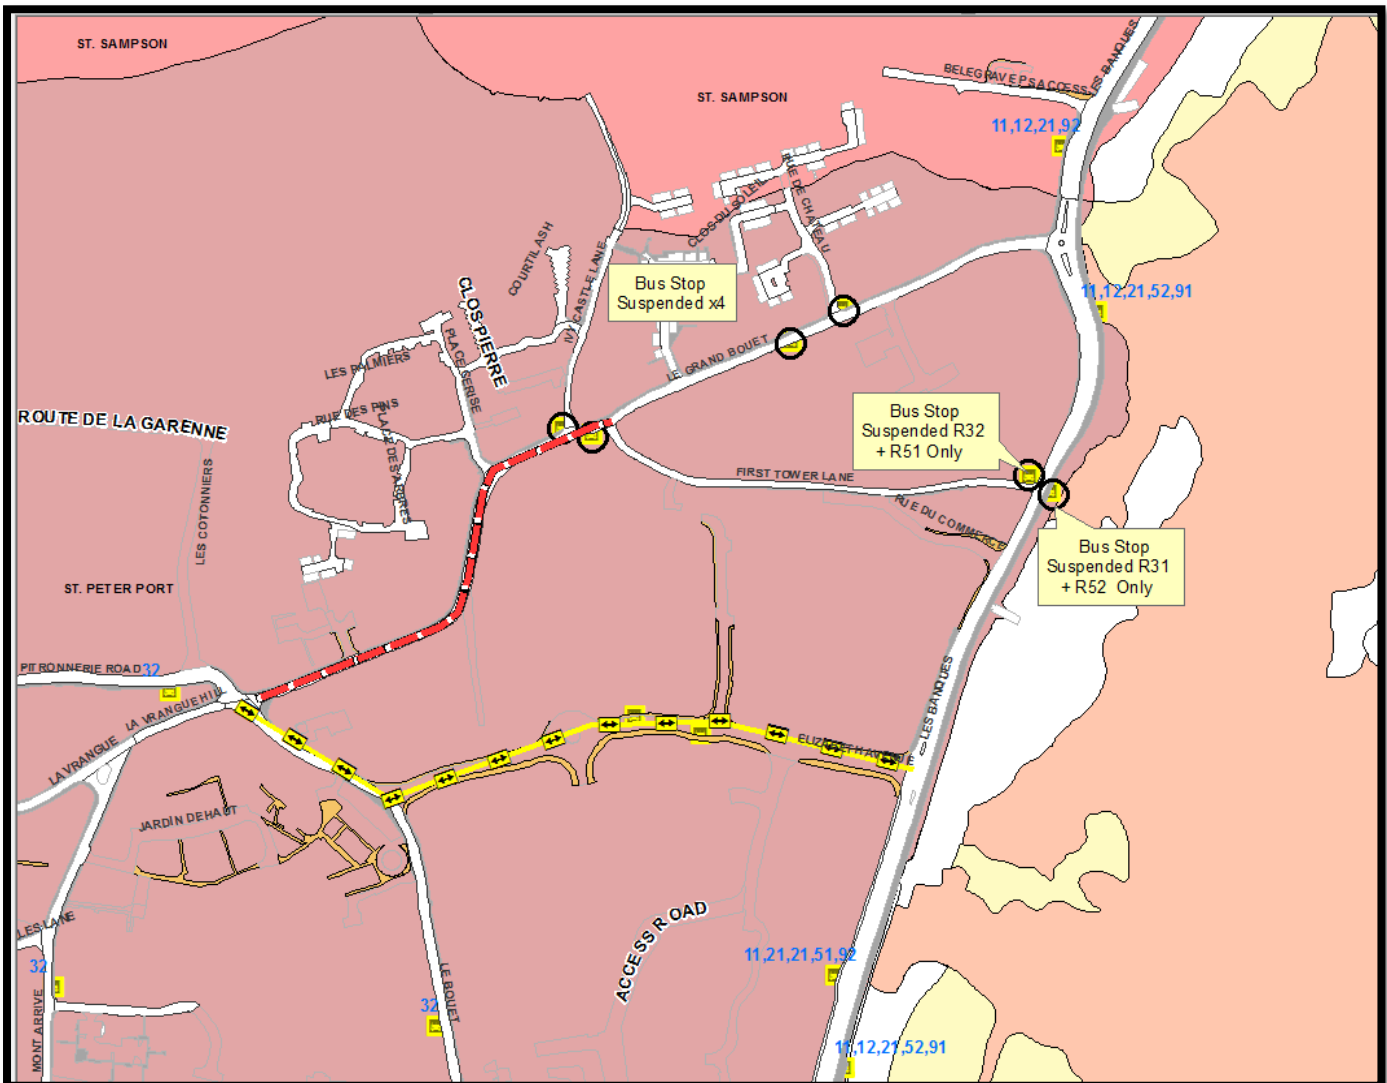 ST. SAMPSON
ST. SAMPSON
BELEGRAVE P S ACCESS
LES BANQUES
11,12,21,92
RUE DE CHATEAU
CLOS DU SOLEIL
COURTIL ASH
IVY CASTLE LANE
Bus Stop
Suspended x4
11,12,21,52,91
CLOS PIERRE
PLACE CERISE
LES PALMIERS
LE GRAND BOUET
RUE DES PINS
PLACE DES ARBRES
ROUTE DE LA GARENNE
Bus Stop
Suspended R32
+ R51 Only
FIRST TOWER LANE
RUE DU COMMERCE
LES COTONNIERS
Bus Stop
Suspended R31
+ R52 Only
ST. PETER PORT
PITRONNERIE ROAD
32
LA VRANGUE HILL
LA VRANGUE
LES BANQUES
ELIZABETH AVENUE
JARDIN DE HAUT
ACCESS ROAD
LES LANE
11,21,21,51,92
32
LE BOUET
32
MONT ARRIVE
11,12,21,52,91